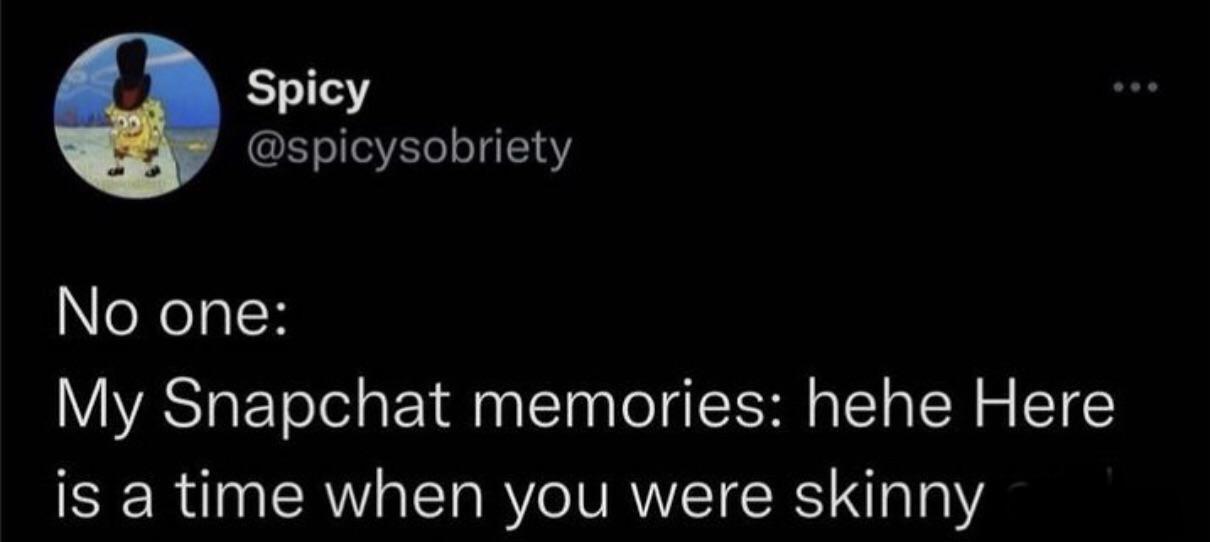 Spicy
@spicysobriety
No one:
My Snapchat memories: hehe Here
is a time when you were skinny